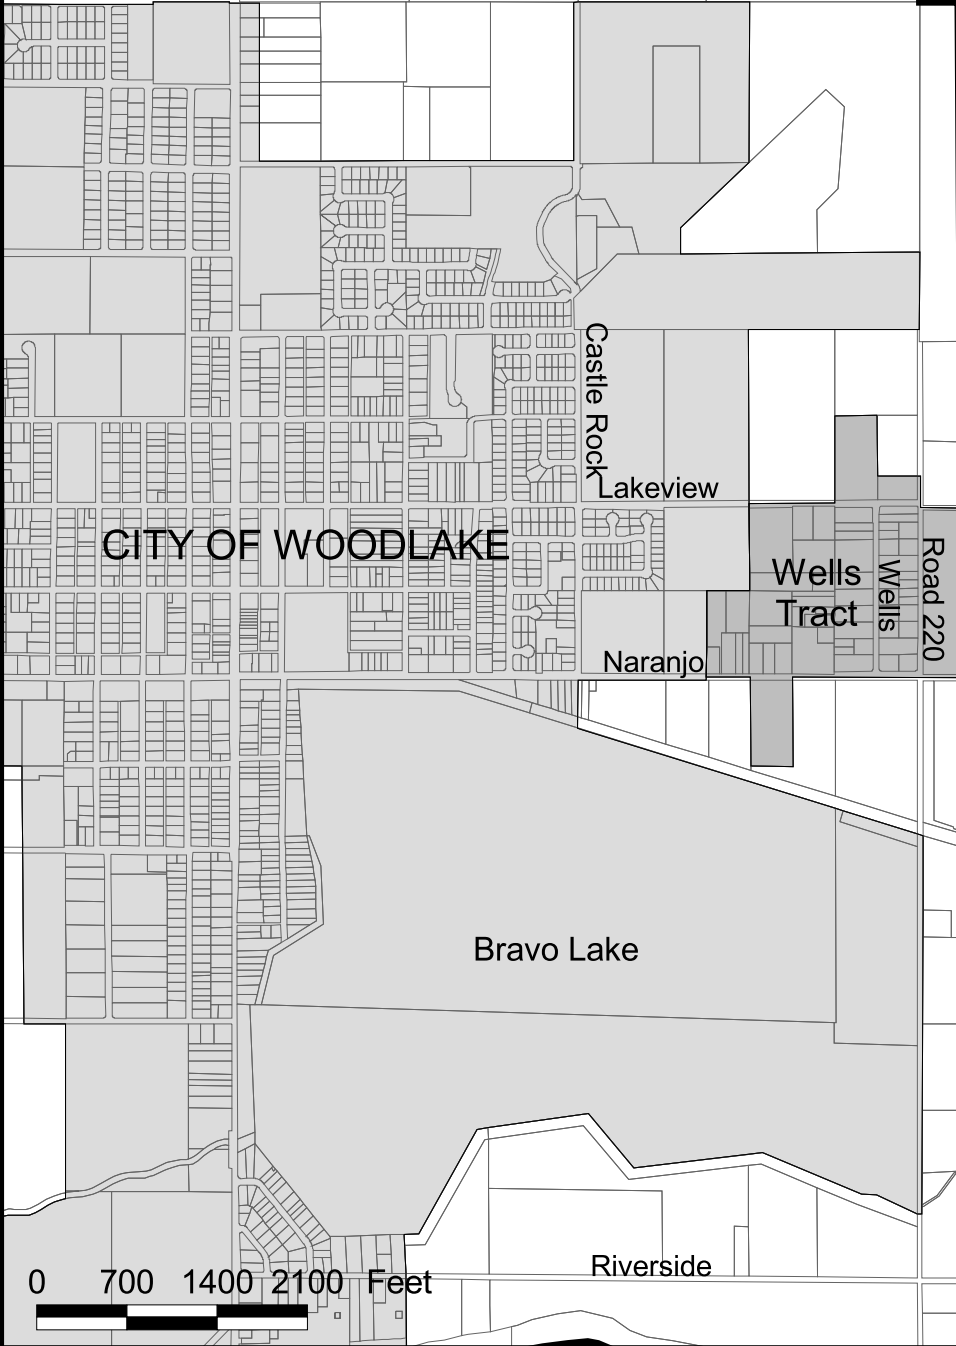 Castle Rock
Lakeview
CITY OF WOODLAKE
Wells
Tract
Wells
Road 220
Naranjo
Bravo Lake
Riverside
0 700 1400 2100 Feet